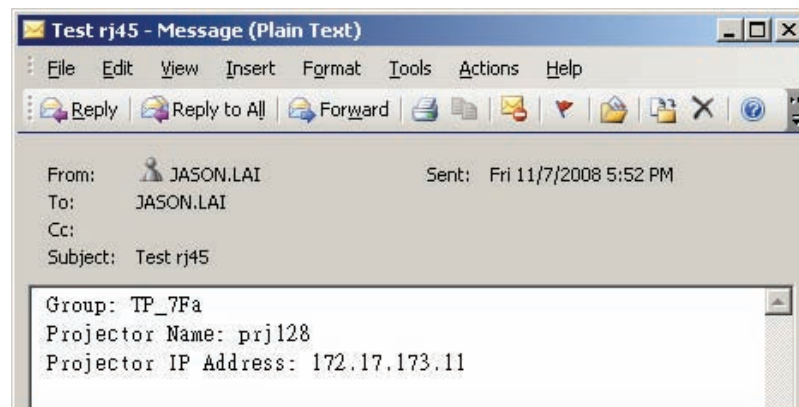 Test rj45 - Message (Plain Text)
File Edit View Insert Format Tools Actions Help
Reply Reply to All Forward
From: JASON.LAI Sent: Fri 11/7/2008 5:52 PM
To: JASON.LAI
Cc:
Subject: Test rj45
Group: TP_7Fa
Projector Name: prj128
Projector IP Address: 172.17.173.11